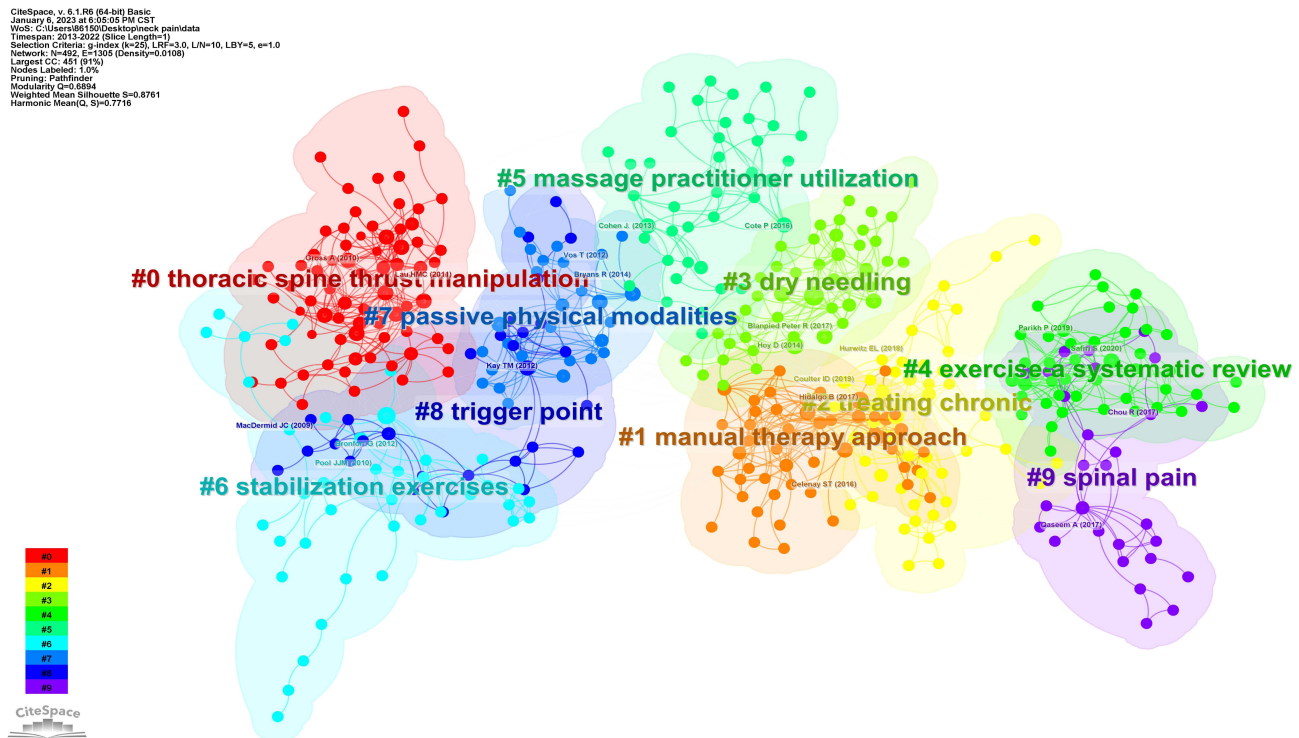 CiteSpace, v. 6.1.R6 (64-bit) Basic
January 6, 2023 at 6:05:05 PM CST
WoS: C:\Users\86150\Desktop\neck pain\data
Timespan: 2013-2022 (Slice Length=1)
Selection Criteria: g-index (k=25), LRF=3.0, L/N=10, LBY=5, e=1.0
Network: N=492, E=1305 (Density=0.0108)
Largest CC: 451 (91%)
Nodes Labeled: 1.0%
Pruning: Pathfinder
Modularity Q=0.6894
Weighted Mean Silhouette S=0.8761
Harmonic Mean(Q, S)=0.7716
#5 massage practitioner utilization
Cohen J. (2013)
Cote P (2016)
Gross A (2010)
Vos T (2012)
Lau HMC (2011)
Bryans R (2014)
#0 thoracic spine thrust manipulation
#3 dry needling
#7 passive physical modalities
Blanpied Peter R (2017)
Parikh P (2019)
Hoy D (2014)
Hurwitz EL (2018)
Safiri S (2020)
Kay TM (2012)
#4 exercise-a systematic review
Coulter ID (2019)
Hidalgo B (2017)
#2 treating chronic
#8 trigger point
Chou R (2017)
MacDermid JC (2009)
#1 manual therapy approach
Bronfort G (2012)
Pool JJM (2010)
#9 spinal pain
#6 stabilization exercises
Celenay ST (2016)
Qaseem A (2017)
#0
#1
#2
#3
#4
#5
#6
#7
#8
#9
CiteSpace